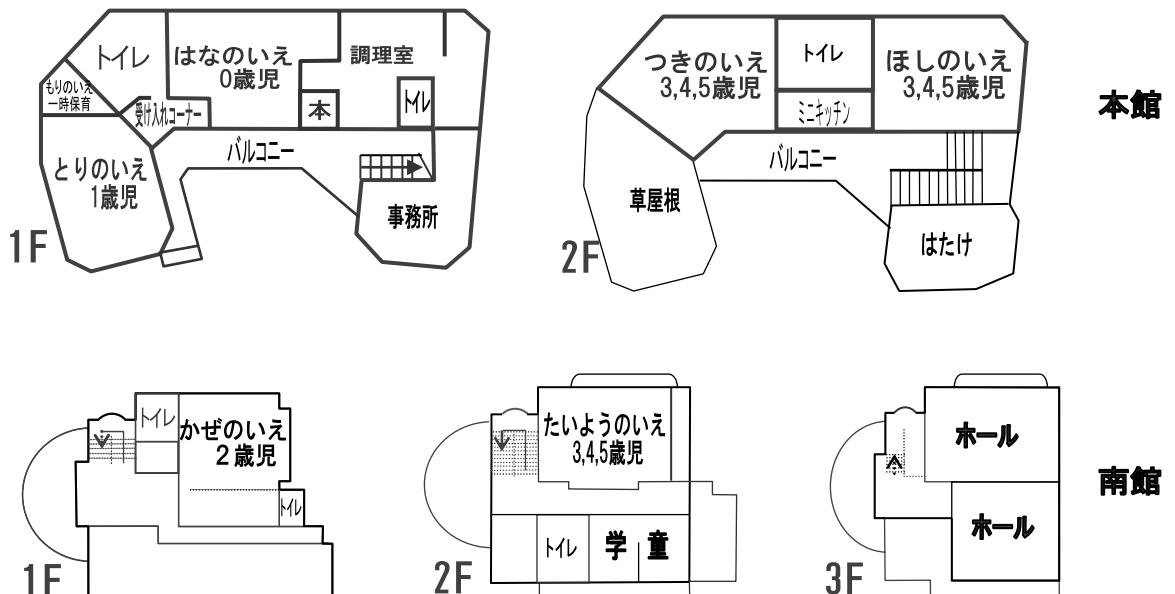 トイレ
はなのいえ
0歳児
調理室
もりのいえ
一時保育
受け入れコーナー
本
トイレ
バルコニー
とりのいえ
1歳児
事務所
1F
つきのいえ
3,4,5歳児
トイレ
ほしのいえ
3,4,5歳児
ミニキッチン
バルコニー
草屋根
はたけ
2F
本館
トイレ
かぜのいえ
2歳児
トイレ
1F
たいようのいえ
3,4,5歳児
トイレ
学童
2F
ホール
ホール
3F
南館